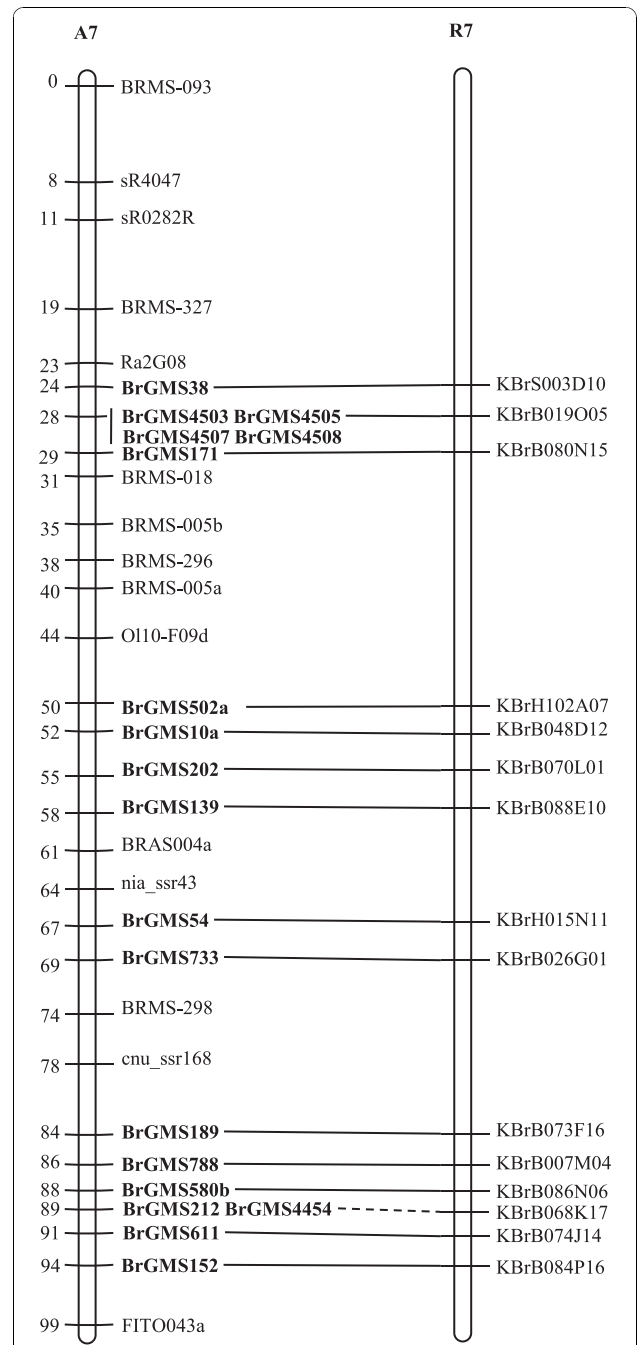 A7 R7
0 BRMS-093
8 sR4047
11 sR0282R
19 BRMS-327
23 Ra2G08
24 BrGMS38 KBrS003D10
28 BrGMS4503 BrGMS4505 KBrB019O05
BrGMS4507 BrGMS4508
29 BrGMS171 KBrB080N15
31 BRMS-018
35 BRMS-005b
38 BRMS-296
40 BRMS-005a
44 Ol10-F09d
50 BrGMS502a KBrH102A07
52 BrGMS10a KBrB048D12
55 BrGMS202 KBrB070L01
58 BrGMS139 KBrB088E10
61 BRAS004a
64 nia_ssr43
67 BrGMS54 KBrH015N11
69 BrGMS733 KBrB026G01
74 BRMS-298
78 cnu_ssr168
84 BrGMS189 KBrB073F16
86 BrGMS788 KBrB007M04
88 BrGMS580b KBrB086N06
89 BrGMS212 BrGMS4454 KBrB068K17
91 BrGMS611 KBrB074J14
94 BrGMS152 KBrB084P16
99 FITO043a